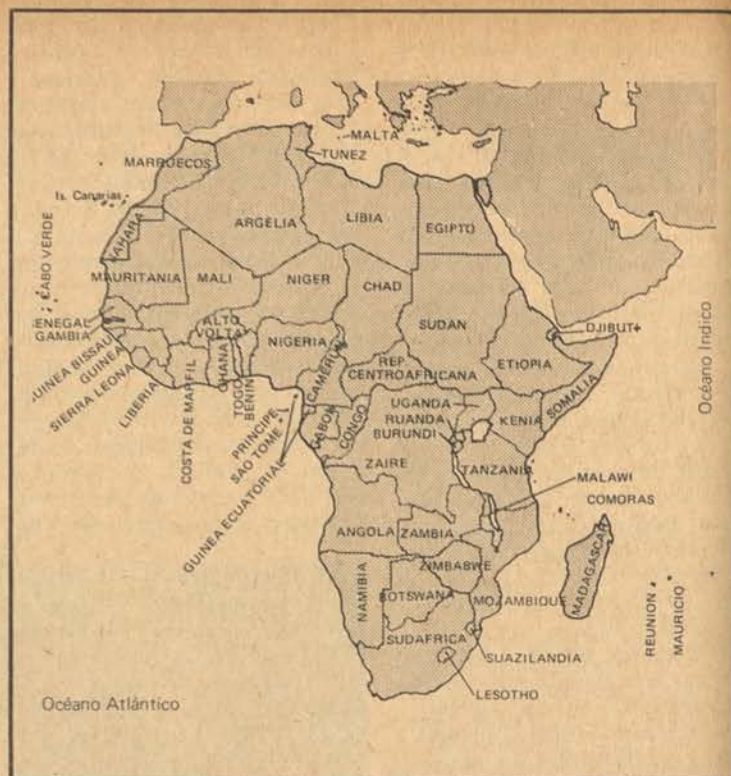 MALTA
TUNEZ
MARRUECOS
Is. Canarias
ARGELIA
LIBIA
EGIPTO
SAHARA
CABO VERDE
MAURITANIA
MALI
NIGER
CHAD
SUDAN
DJIBUTI
SENEGAL
GAMBIA
ALTO
VOLTA
NIGERIA
ETIOPIA
Océano Indico
GUINEA BISSAU
GUINEA
SIERRA LEONA
LIBERIA
COSTA DE MARFIL
GHANA
TOGO
BENIN
CAMERUN
REP.
CENTROAFRICANA
SOMALIA
UGANDA
RUANDA
BURUNDI
KENIA
PRINCIPE
SAO TOME
GUINEA ECUATORIAL
GABON
CONGO
ZAIRE
TANZANIA
MALAWI
COMORAS
ANGOLA
ZAMBIA
ZIMBABWE
MADAGASCAR
NAMIBIA
BOTSWANA
MOZAMBIQUE
REUNION
MAURICIO
SUDAFRICA
SUAZILANDIA
LESOTHO
Océano Atlántico